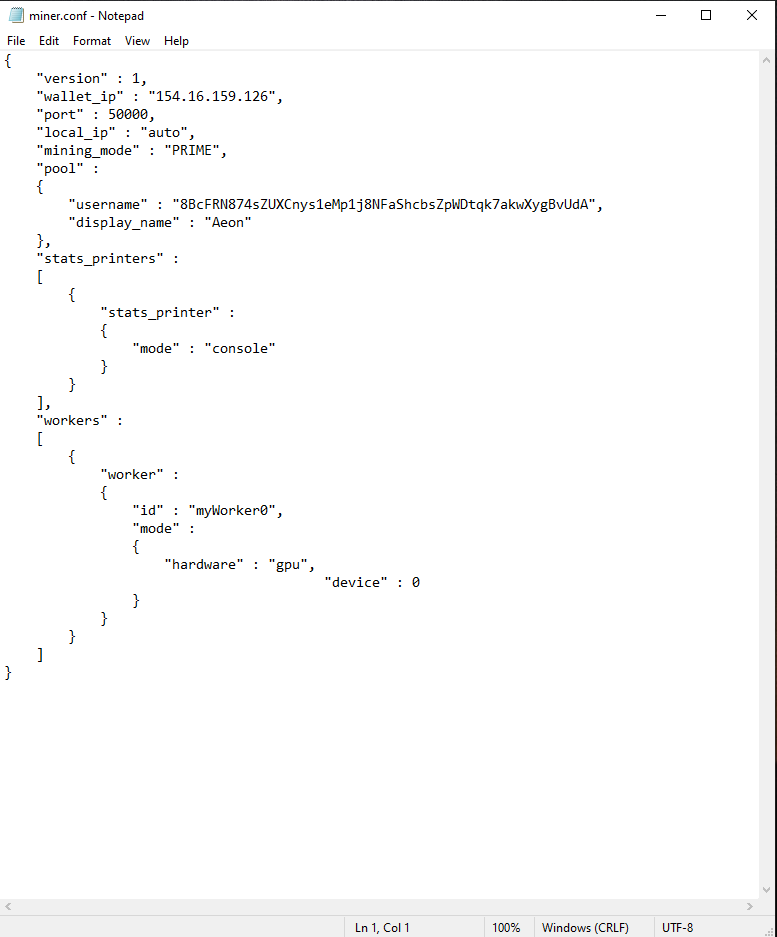 miner.conf - Notepad
File Edit Format View Help
{
    "version" : 1,
    "wallet_ip" : "154.16.159.126",
    "port" : 50000,
    "local_ip" : "auto",
    "mining_mode" : "PRIME",
    "pool" :
    {
        "username" : "8BcFRN874sZUXCnys1eMp1j8NFaShcbsZpWDtqk7akwXygBvUdA",
        "display_name" : "Aeon"
    },
    "stats_printers" :
    [
        {
            "stats_printer" :
            {
                "mode" : "console"
            }
        }
    ],
    "workers" :
    [
        {
            "worker" :
            {
                "id" : "myWorker0",
                "mode" :
                {
                    "hardware" : "gpu",
                                        "device" : 0
                }
            }
        }
    ]
}
Ln 1, Col 1 100% Windows (CRLF) UTF-8